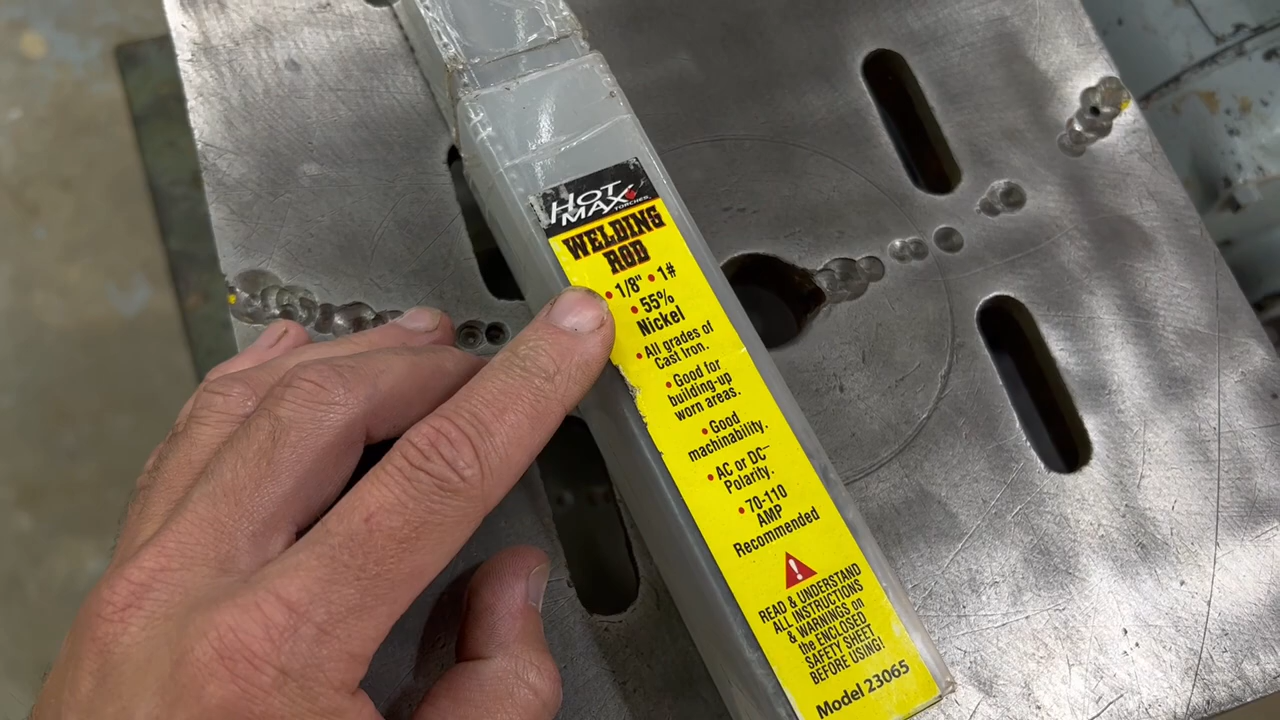 HOT
MAX
TORCHES
WELDING
ROD
• 1/8" • 1#
• 55%
Nickel
• All grades of
Cast Iron.
• Good for
building-up
worn areas.
• Good
machinability.
• AC or DC–
Polarity.
• 70-110
AMP
Recommended
READ & UNDERSTAND
ALL INSTRUCTIONS
& WARNINGS on
the ENCLOSED
SAFETY SHEET
BEFORE USING!
Model 23065